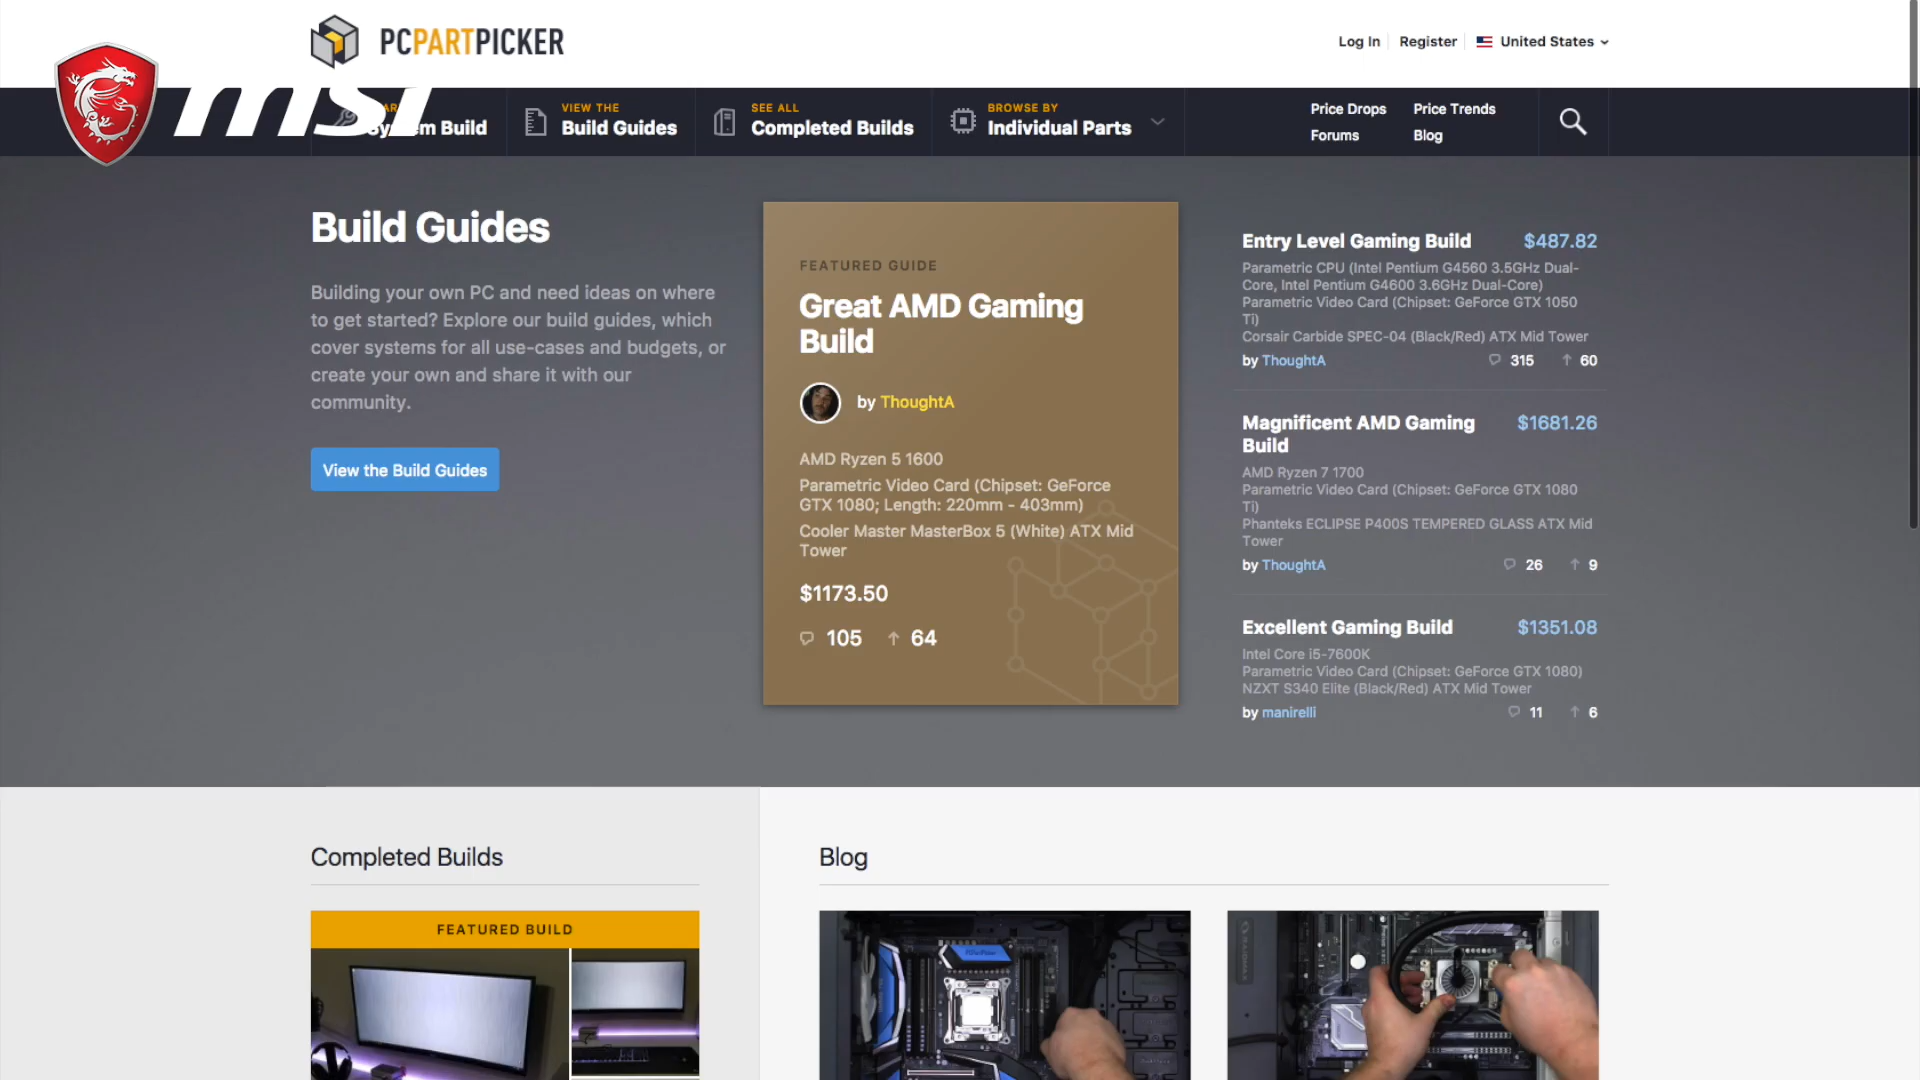 PCPARTPICKER
Log In
Register
United States
msi
System Build
VIEW THE
Build Guides
SEE ALL
Completed Builds
BROWSE BY
Individual Parts
Price Drops
Price Trends
Forums
Blog
Build Guides
Building your own PC and need ideas on where
to get started? Explore our build guides, which
cover systems for all use-cases and budgets, or
create your own and share it with our
community.
View the Build Guides
FEATURED GUIDE
Great AMD Gaming
Build
by ThoughtA
AMD Ryzen 5 1600
Parametric Video Card (Chipset: GeForce
GTX 1080; Length: 220mm - 403mm)
Cooler Master MasterBox 5 (White) ATX Mid
Tower
$1173.50
105 64
Entry Level Gaming Build $487.82
Parametric CPU (Intel Pentium G4560 3.5GHz Dual-
Core, Intel Pentium G4600 3.6GHz Dual-Core)
Parametric Video Card (Chipset: GeForce GTX 1050
Ti)
Corsair Carbide SPEC-04 (Black/Red) ATX Mid Tower
by ThoughtA 315 60
Magnificent AMD Gaming $1681.26
Build
AMD Ryzen 7 1700
Parametric Video Card (Chipset: GeForce GTX 1080
Ti)
Phanteks ECLIPSE P400S TEMPERED GLASS ATX Mid
Tower
by ThoughtA 26 9
Excellent Gaming Build $1351.08
Intel Core i5-7600K
Parametric Video Card (Chipset: GeForce GTX 1080)
NZXT S340 Elite (Black/Red) ATX Mid Tower
by manirelli 11 6
Completed Builds
FEATURED BUILD
Blog